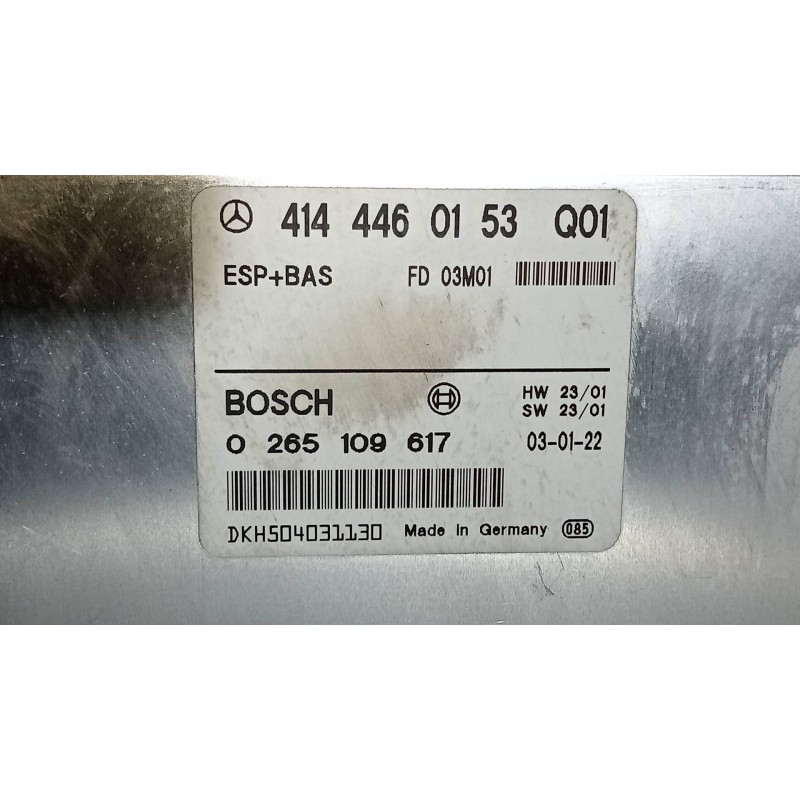 414 446 01 53 Q01
ESP+BAS FD 03M01
BOSCH HW 23/01
SW 23/01
0 265 109 617 03-01-22
DKH504031130 Made in Germany 085